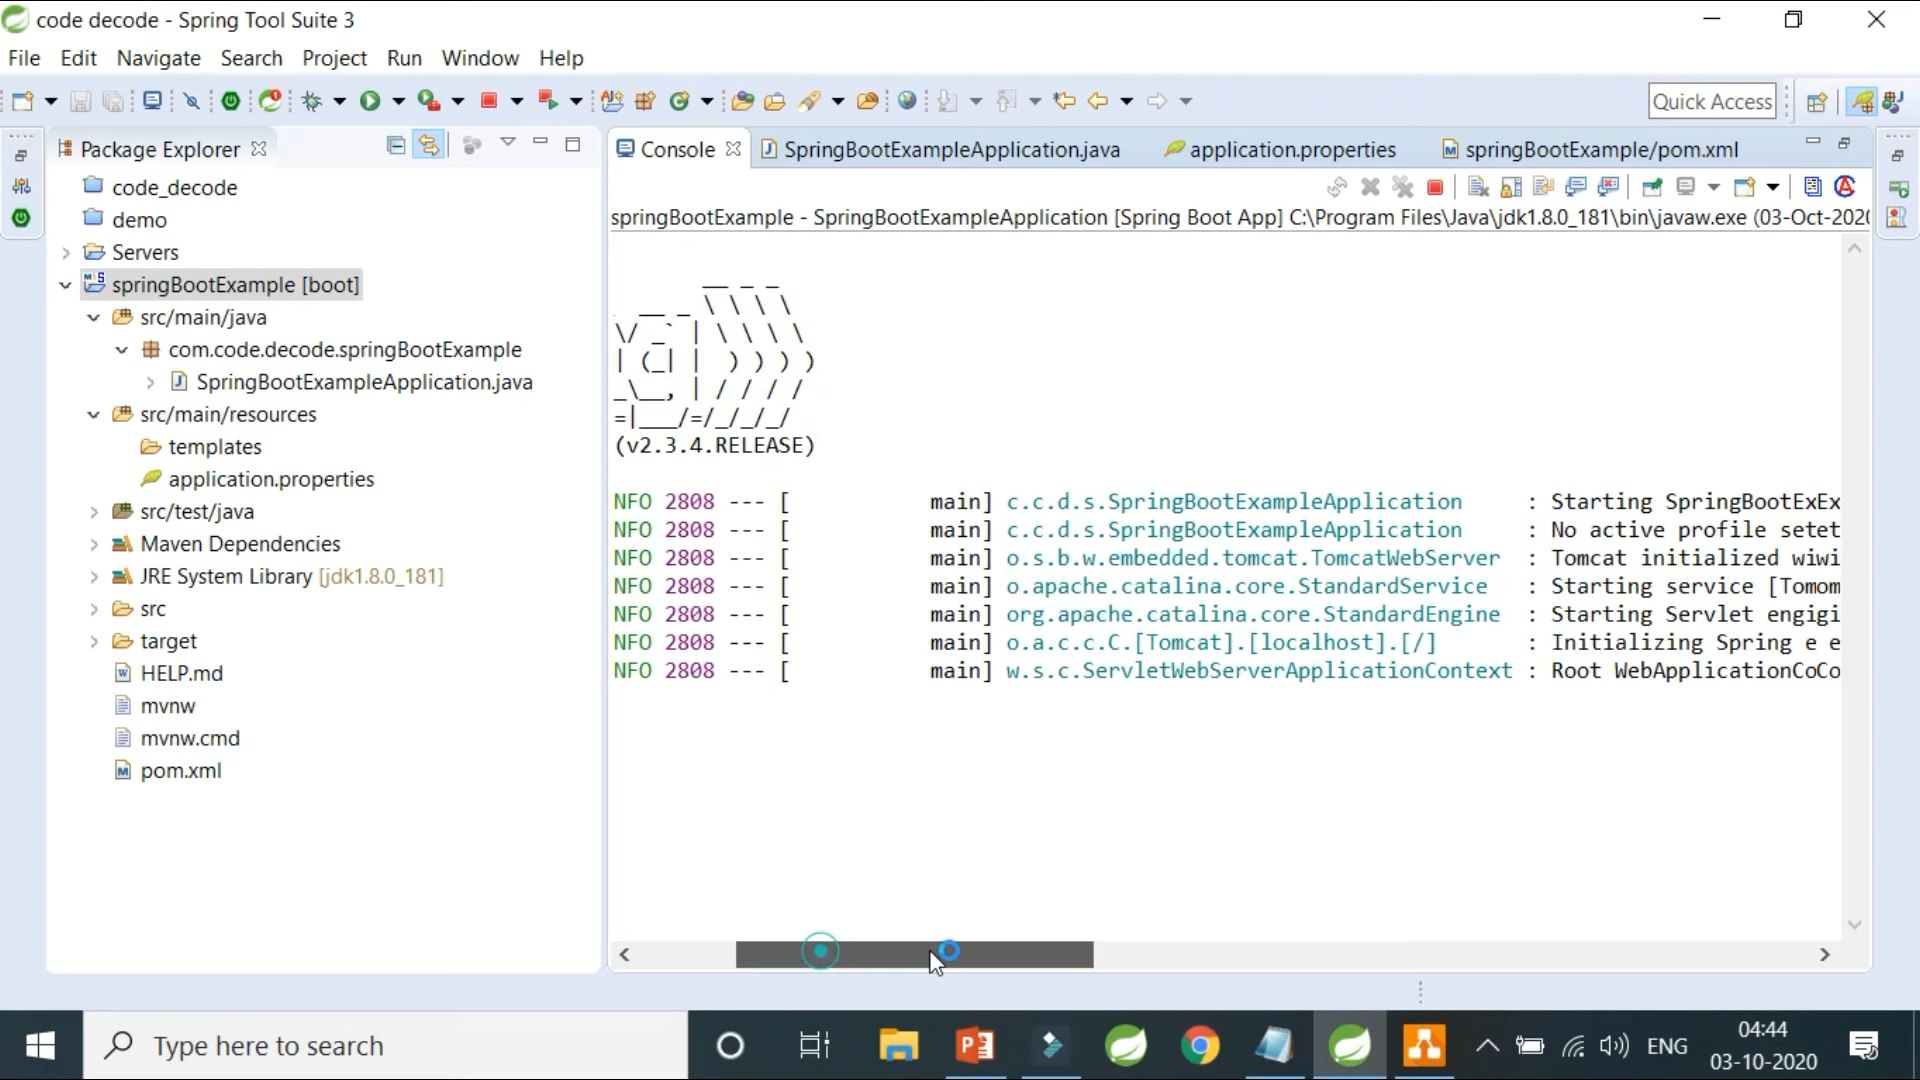 code decode - Spring Tool Suite 3
File Edit Navigate Search Project Run Window Help
Quick Access
Package Explorer
code_decode
demo
Servers
springBootExample [boot]
src/main/java
com.code.decode.springBootExample
SpringBootExampleApplication.java
src/main/resources
templates
application.properties
src/test/java
Maven Dependencies
JRE System Library [jdk1.8.0_181]
src
target
HELP.md
mvnw
mvnw.cmd
pom.xml
Console SpringBootExampleApplication.java application.properties springBootExample/pom.xml
springBootExample - SpringBootExampleApplication [Spring Boot App] C:\Program Files\Java\jdk1.8.0_181\bin\javaw.exe (03-Oct-2020
        __ _ _
  __ _ \ \ \ \
\/ _` | \ \ \ \
| (_| |  ) ) ) )
_\__, | / / / /
=|___/=/_/_/_/
(v2.3.4.RELEASE)
NFO 2808 --- [           main] c.c.d.s.SpringBootExampleApplication     : Starting SpringBootExEx
NFO 2808 --- [           main] c.c.d.s.SpringBootExampleApplication     : No active profile setet
NFO 2808 --- [           main] o.s.b.w.embedded.tomcat.TomcatWebServer  : Tomcat initialized wiwi
NFO 2808 --- [           main] o.apache.catalina.core.StandardService   : Starting service [Tomom
NFO 2808 --- [           main] org.apache.catalina.core.StandardEngine  : Starting Servlet engigi
NFO 2808 --- [           main] o.a.c.c.C.[Tomcat].[localhost].[/]       : Initializing Spring e e
NFO 2808 --- [           main] w.s.c.ServletWebServerApplicationContext : Root WebApplicationCoCo
Type here to search
ENG
04:44
03-10-2020